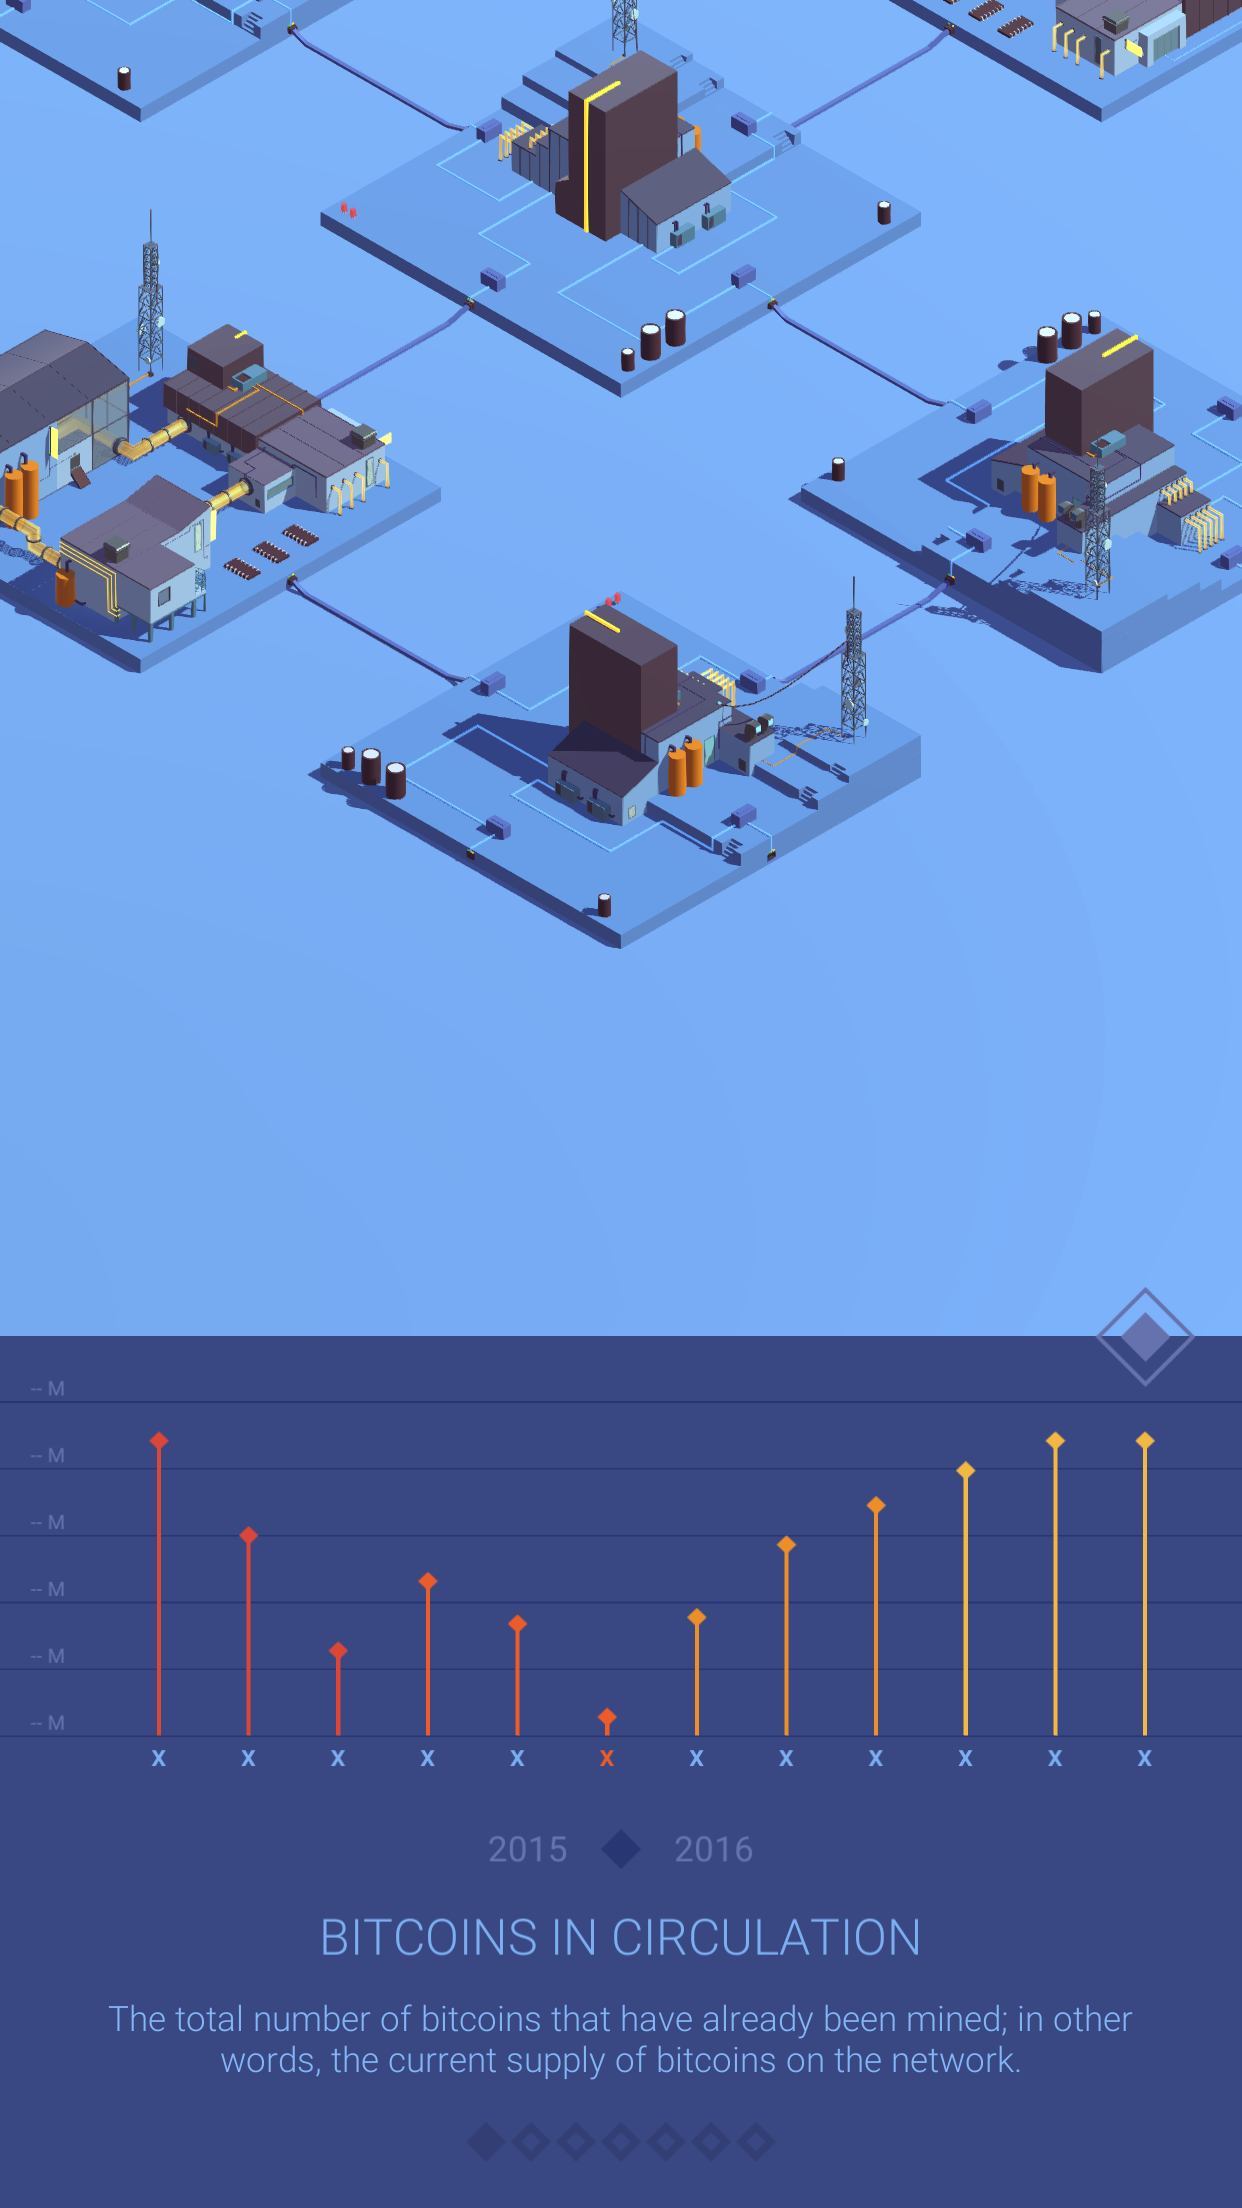 -- M
-- M
-- M
-- M
-- M
-- M
X X X X X X X X X X X X
2015 2016
BITCOINS IN CIRCULATION
The total number of bitcoins that have already been mined; in other
words, the current supply of bitcoins on the network.